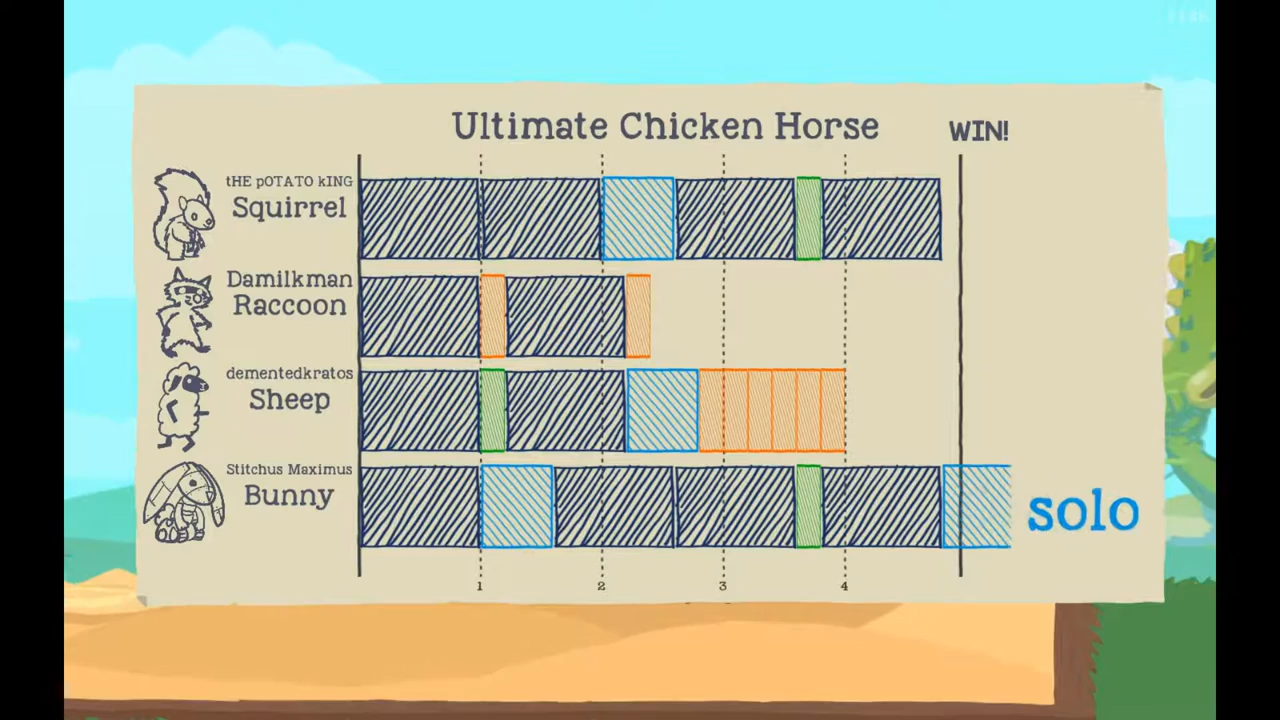 Ultimate Chicken Horse
WIN!
tHE pOTATO kING
Squirrel
Damilkman
Raccoon
dementedkratos
Sheep
Stitchus Maximus
Bunny
solo
1 2 3 4